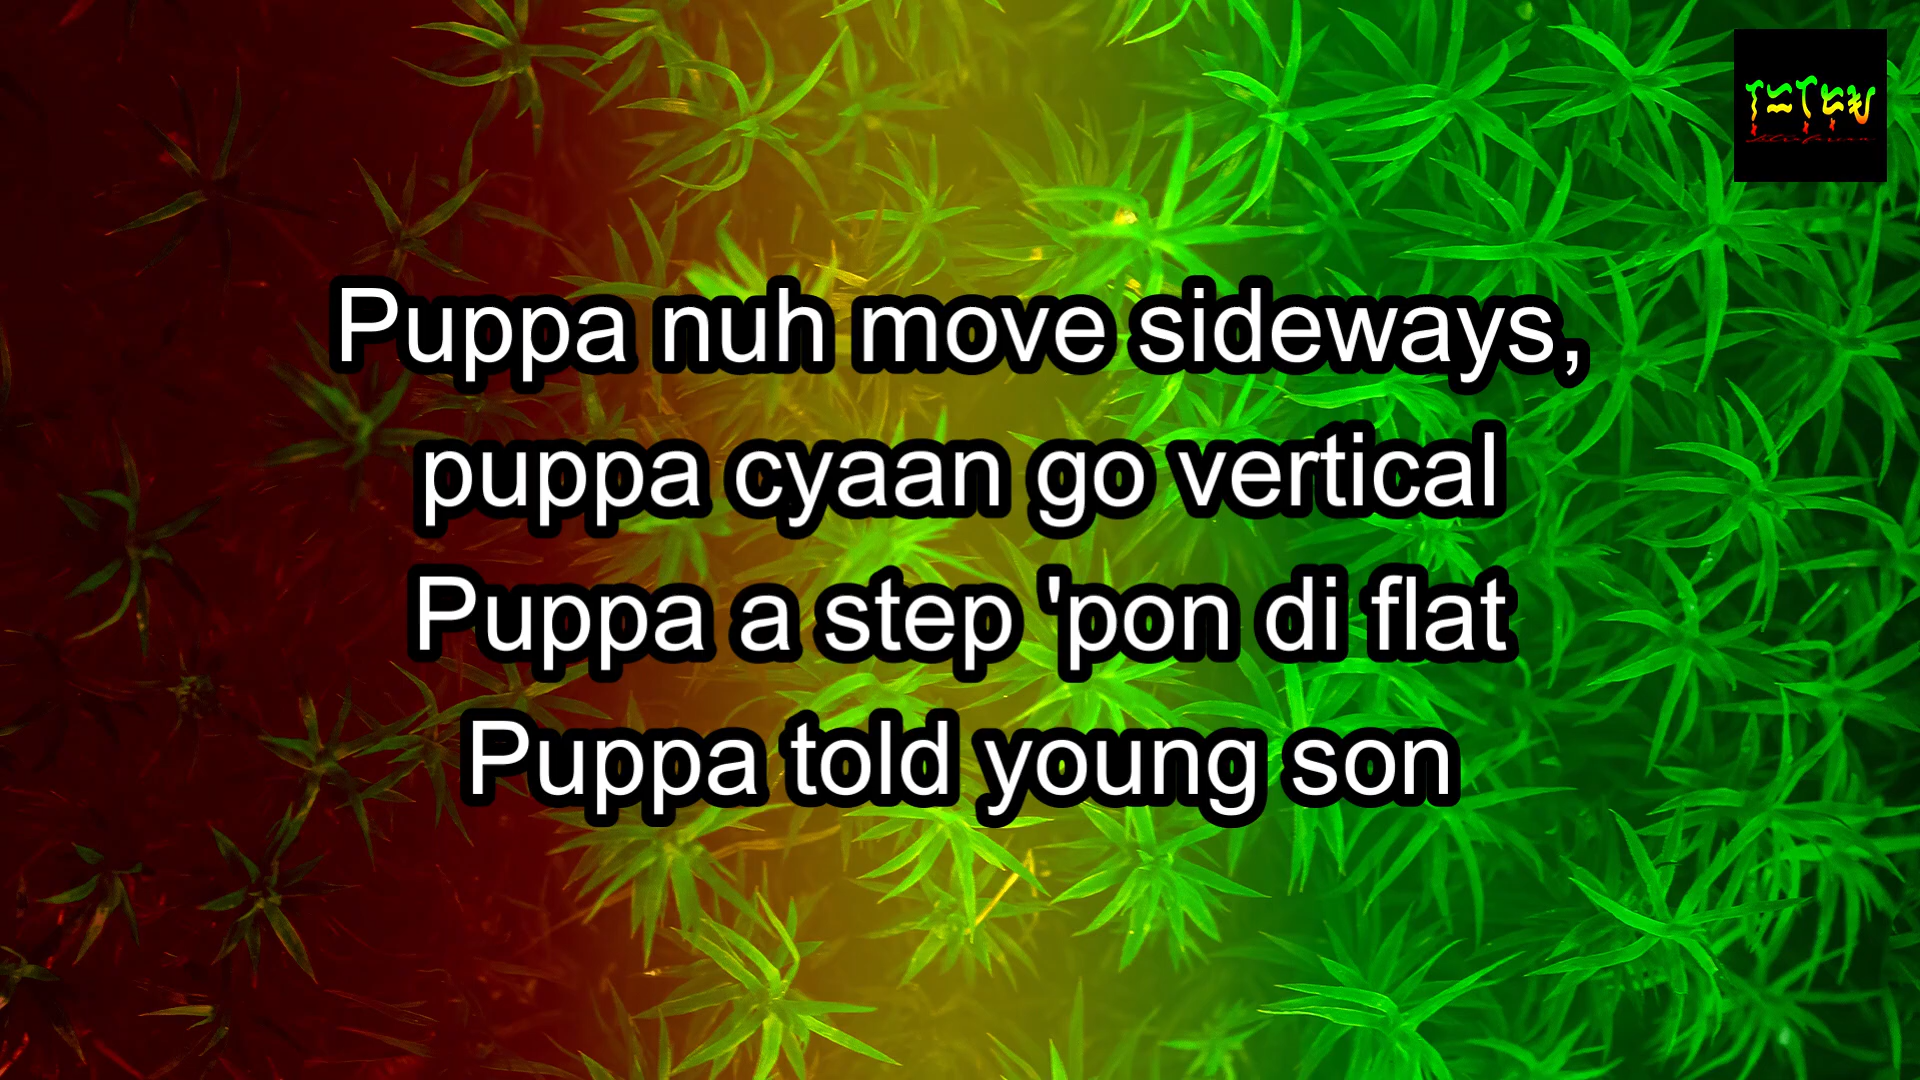 Puppa nuh move sideways,
puppa cyaan go vertical
Puppa a step 'pon di flat
Puppa told young son